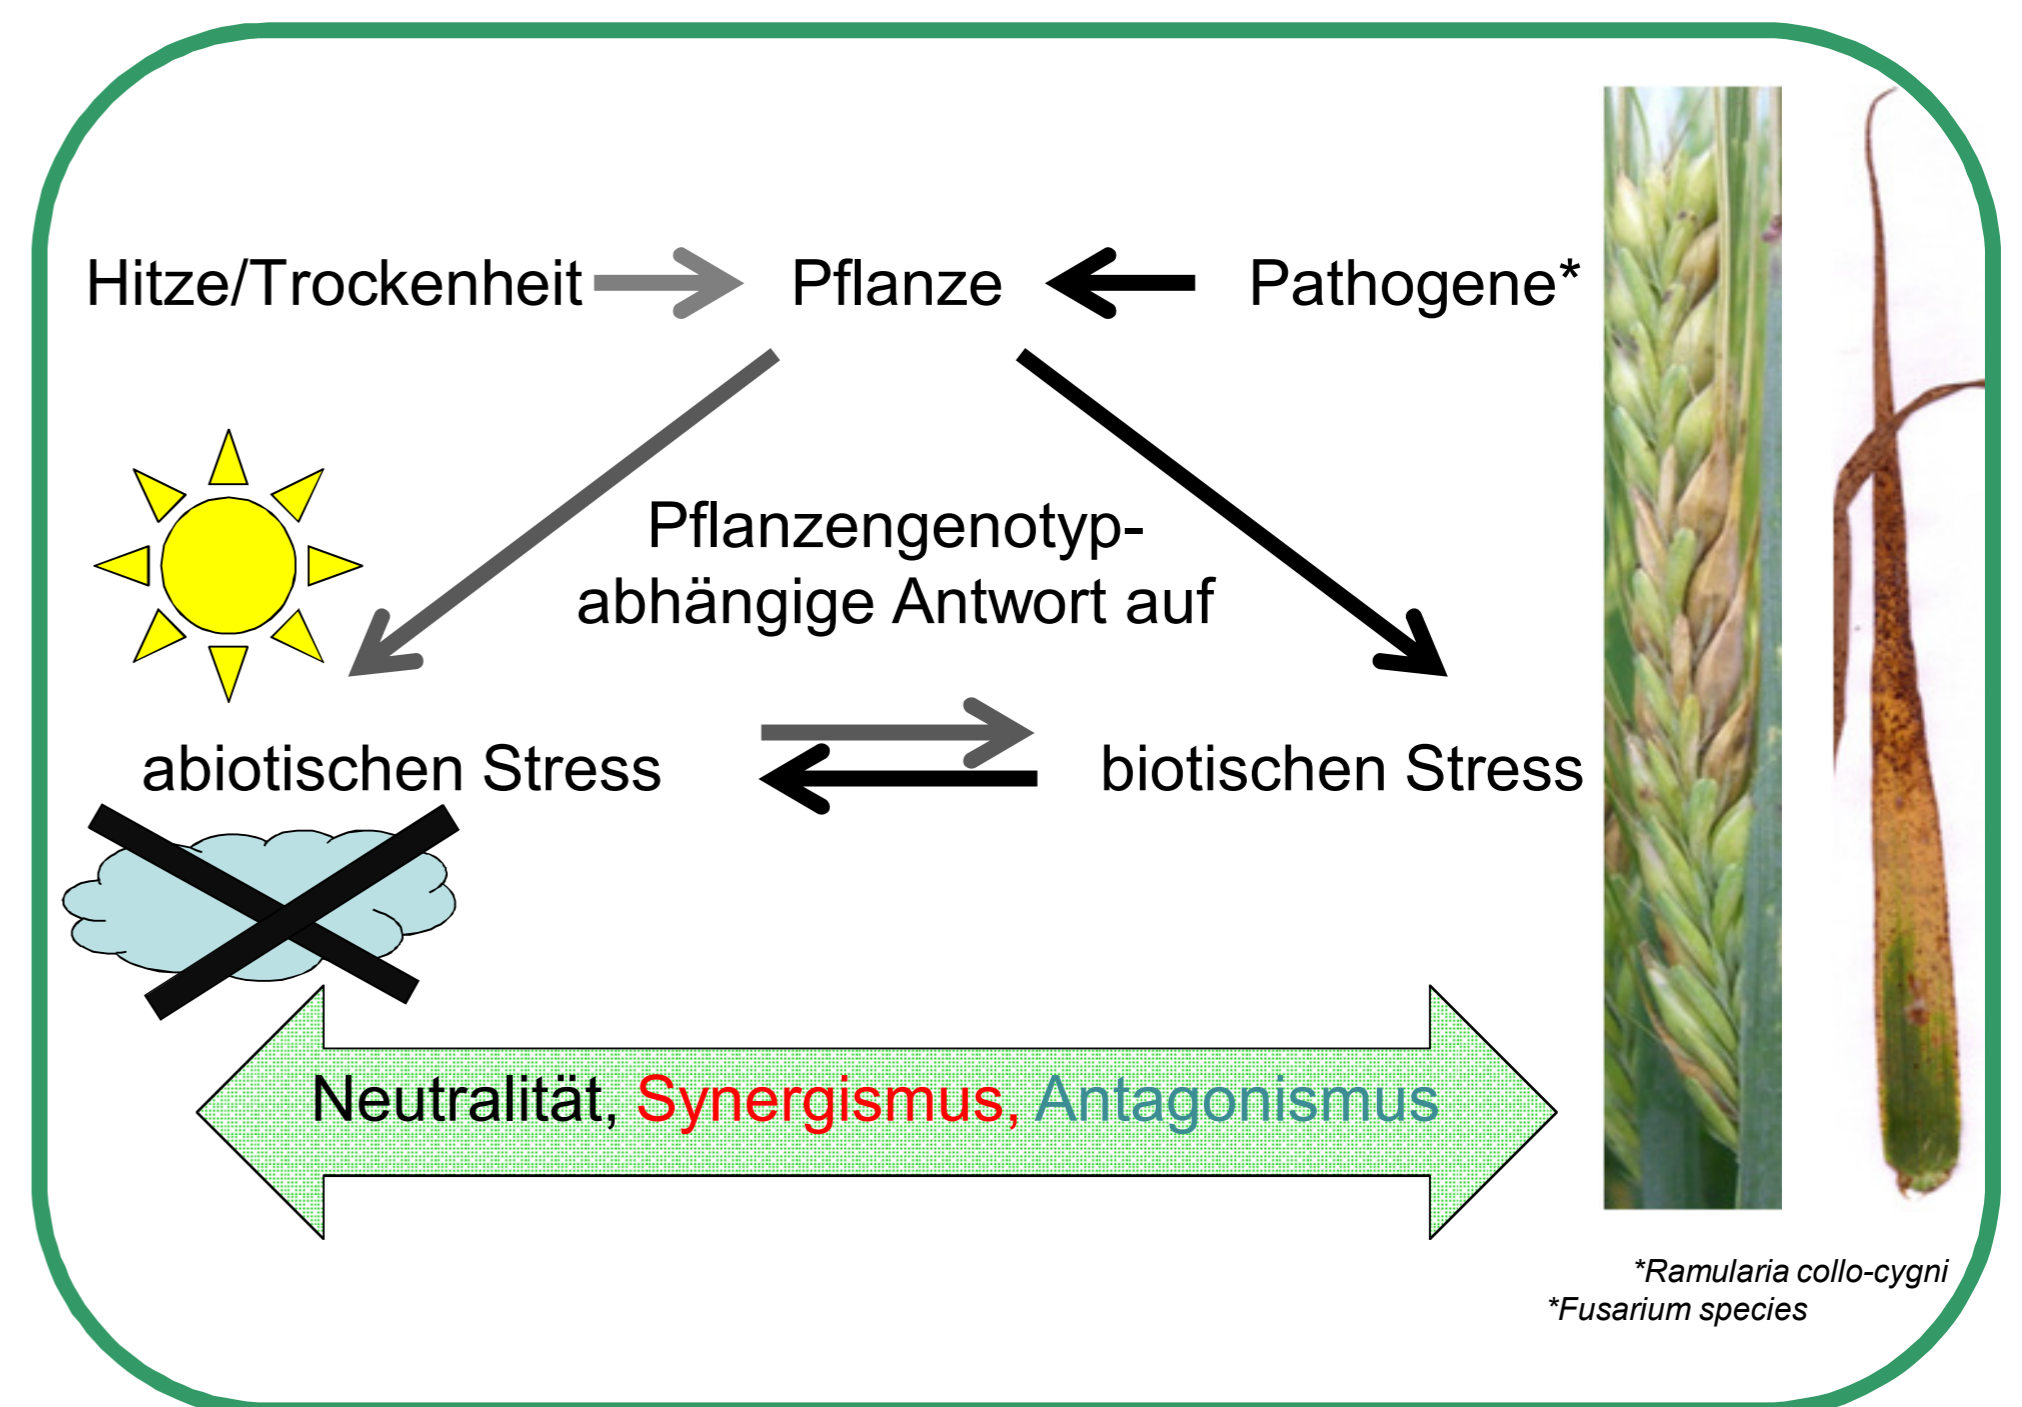 Hitze/Trockenheit Pflanze Pathogene*
Pflanzengenotyp-
abhängige Antwort auf
abiotischen Stress biotischen Stress
Neutralität, Synergismus, Antagonismus
*Ramularia collo-cygni
*Fusarium species